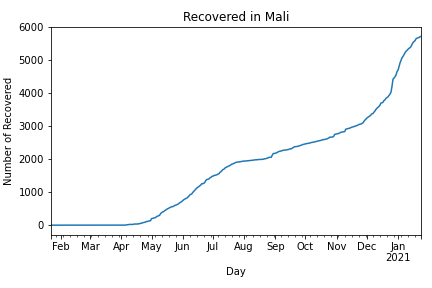 Recovered in Mali
Number of Recovered
6000
5000
4000
3000
2000
1000
0
Feb Mar Apr May Jun Jul Aug Sep Oct Nov Dec Jan
2021
Day